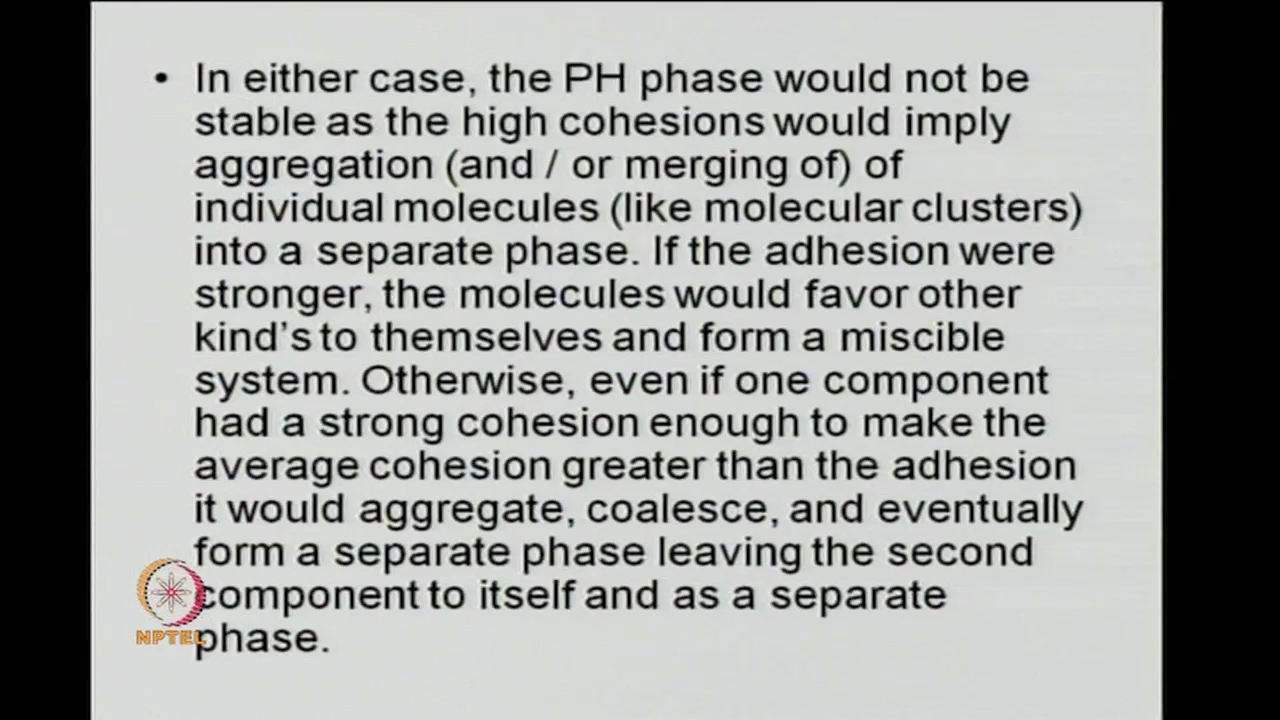 • In either case, the PH phase would not be
stable as the high cohesions would imply
aggregation (and / or merging of) of
individual molecules (like molecular clusters)
into a separate phase. If the adhesion were
stronger, the molecules would favor other
kind's to themselves and form a miscible
system. Otherwise, even if one component
had a strong cohesion enough to make the
average cohesion greater than the adhesion
it would aggregate, coalesce, and eventually
form a separate phase leaving the second
component to itself and as a separate
phase.
NPTEL